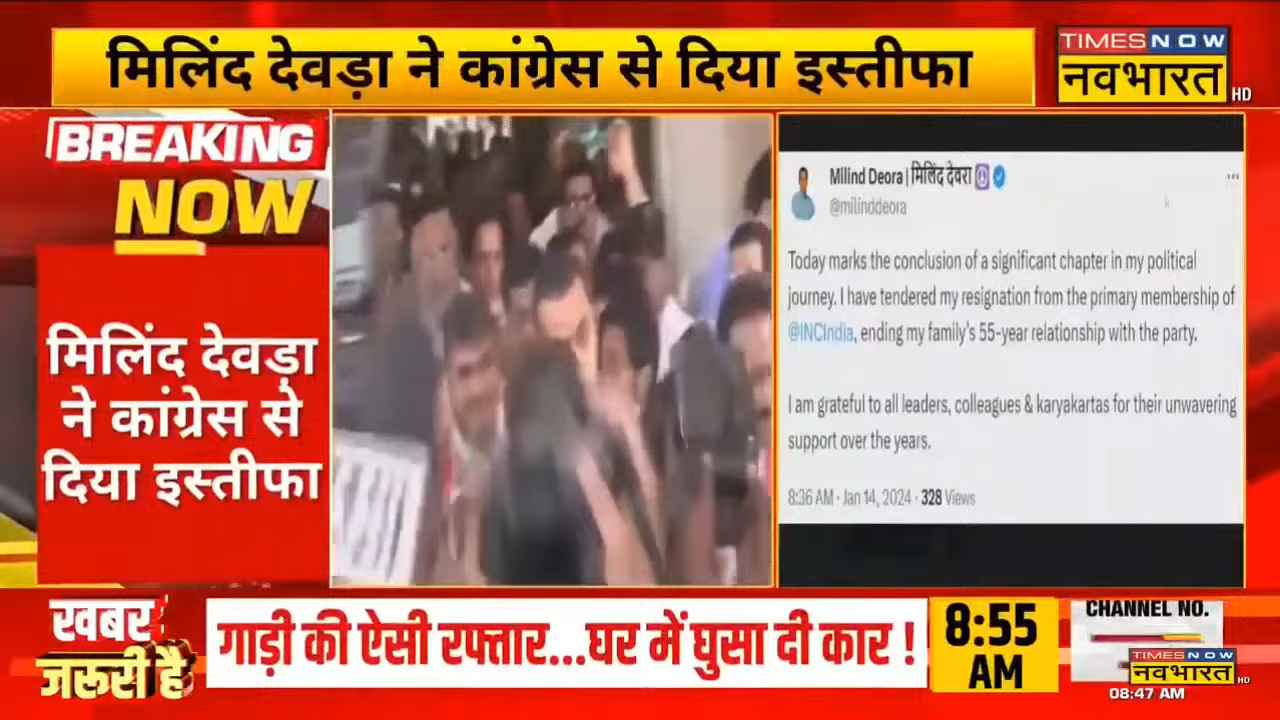 मिलिंद देवड़ा ने कांग्रेस से दिया इस्तीफा
TIMES NOW
नवभारत HD
BREAKING
NOW
मिलिंद देवड़ा
ने कांग्रेस से
दिया इस्तीफा
Milind Deora | मिलिंद देवरा
@milinddeora
Today marks the conclusion of a significant chapter in my political
journey. I have tendered my resignation from the primary membership of
@INCIndia, ending my family's 55-year relationship with the party.
I am grateful to all leaders, colleagues & karyakartas for their unwavering
support over the years.
8:36 AM · Jan 14, 2024 · 328 Views
खबर
जरूरी है
गाड़ी की ऐसी रफ्तार...घर में घुसा दी कार !
8:55
AM
CHANNEL NO.
TIMES NOW
नवभारत HD
08:47 AM